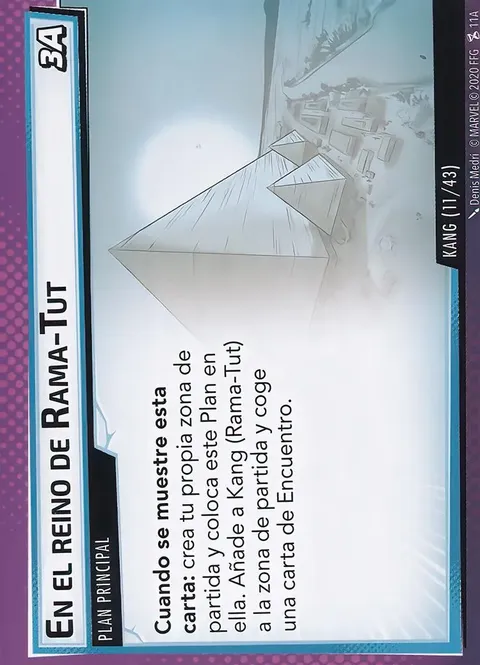 En el reino de Rama-Tut
3A
PLAN PRINCIPAL
Cuando se muestre esta
carta: crea tu propia zona de
partida y coloca este Plan en
ella. Añade a Kang (Rama-Tut)
a la zona de partida y coge
una carta de Encuentro.
KANG (11/43)
Denis Medri © MARVEL © 2020 FFG 11A